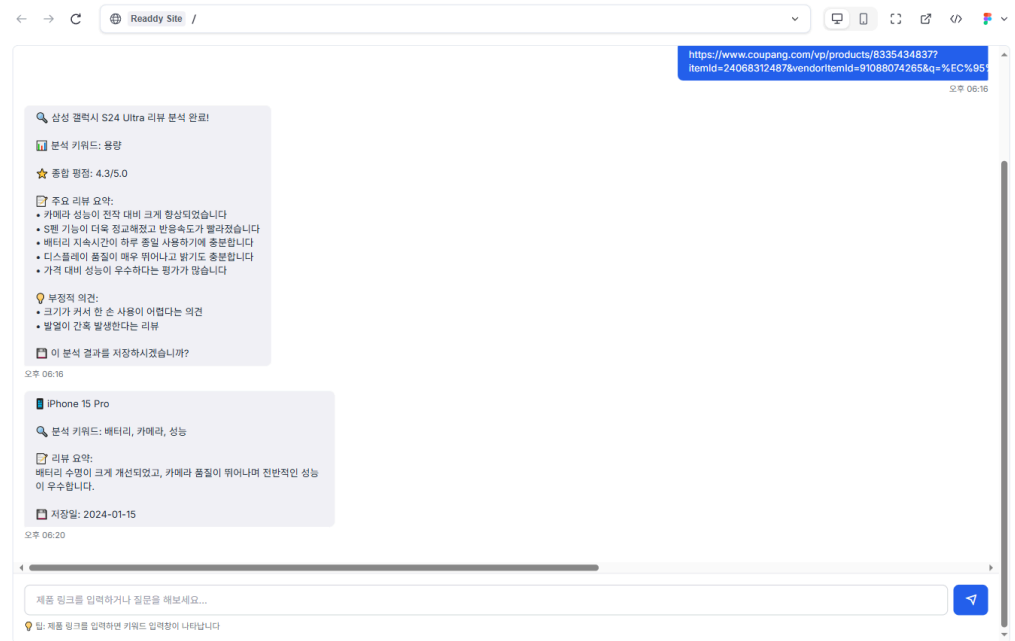 Readdy Site /
https://www.coupang.com/vp/products/8335434837?
itemId=24068312487&vendorItemId=91088074265&q=%EC%95%
오후 06:16
🔍 삼성 갤럭시 S24 Ultra 리뷰 분석 완료!
📊 분석 키워드: 용량
⭐ 종합 평점: 4.3/5.0
📝 주요 리뷰 요약:
• 카메라 성능이 전작 대비 크게 향상되었습니다
• S펜 기능이 더욱 정교해졌고 반응속도가 빨라졌습니다
• 배터리 지속시간이 하루 종일 사용하기에 충분합니다
• 디스플레이 품질이 매우 뛰어나고 밝기도 충분합니다
• 가격 대비 성능이 우수하다는 평가가 많습니다
💡 부정적 의견:
• 크기가 커서 한 손 사용이 어렵다는 의견
• 발열이 간혹 발생한다는 리뷰
💾 이 분석 결과를 저장하시겠습니까?
오후 06:16
📱 iPhone 15 Pro
🔍 분석 키워드: 배터리, 카메라, 성능
📝 리뷰 요약:
배터리 수명이 크게 개선되었고, 카메라 품질이 뛰어나며 전반적인 성능
이 우수합니다.
💾 저장일: 2024-01-15
오후 06:20
제품 링크를 입력하거나 질문을 해보세요...
💡 팁: 제품 링크를 입력하면 키워드 입력창이 나타납니다